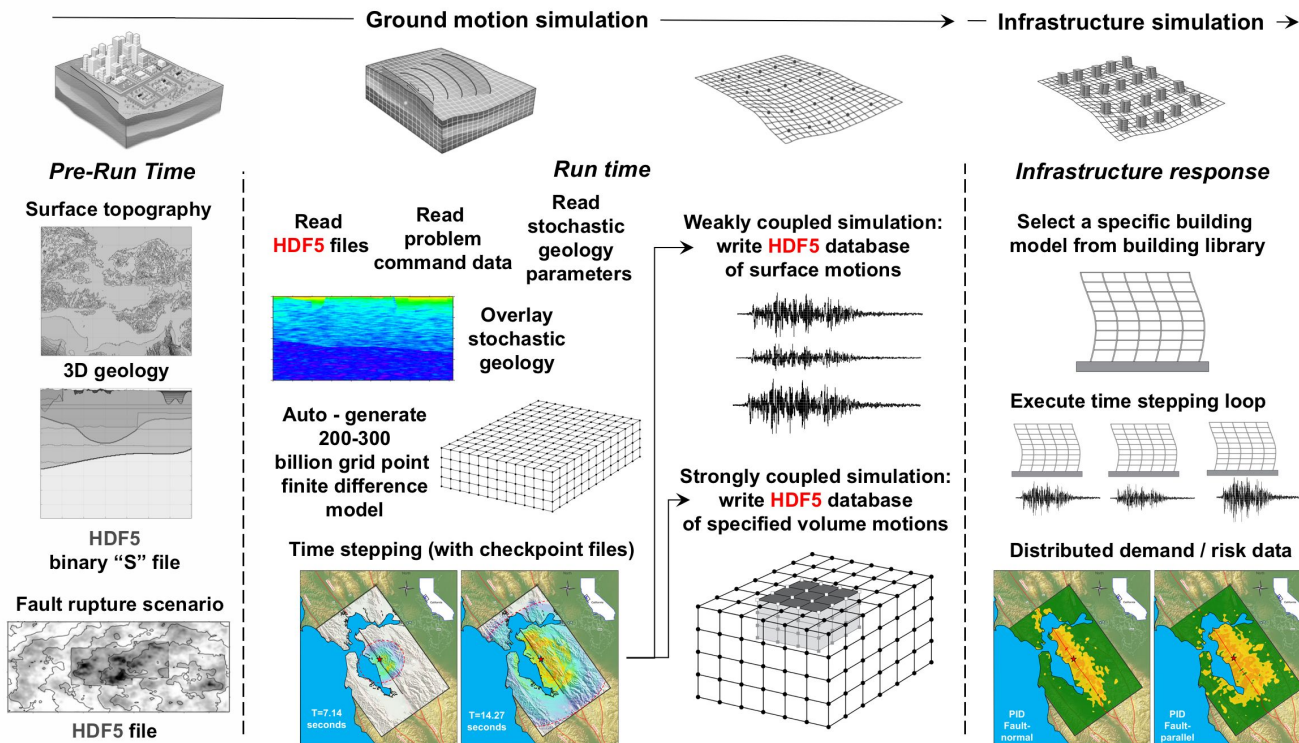 Ground motion simulation
Infrastructure simulation
Pre-Run Time
Surface topography
3D geology
HDF5
binary “S” file
Fault rupture scenario
HDF5 file
Run time
Read
HDF5 files
Read
problem
command data
Read
stochastic
geology
parameters
Overlay
stochastic
geology
Auto - generate
200-300
billion grid point
finite difference
model
Time stepping (with checkpoint files)
T=7.14
seconds
T=14.27
seconds
Weakly coupled simulation:
write HDF5 database
of surface motions
Strongly coupled simulation:
write HDF5 database
of specified volume motions
Infrastructure response
Select a specific building
model from building library
Execute time stepping loop
Distributed demand / risk data
PID
Fault-
normal
PID
Fault-
parallel